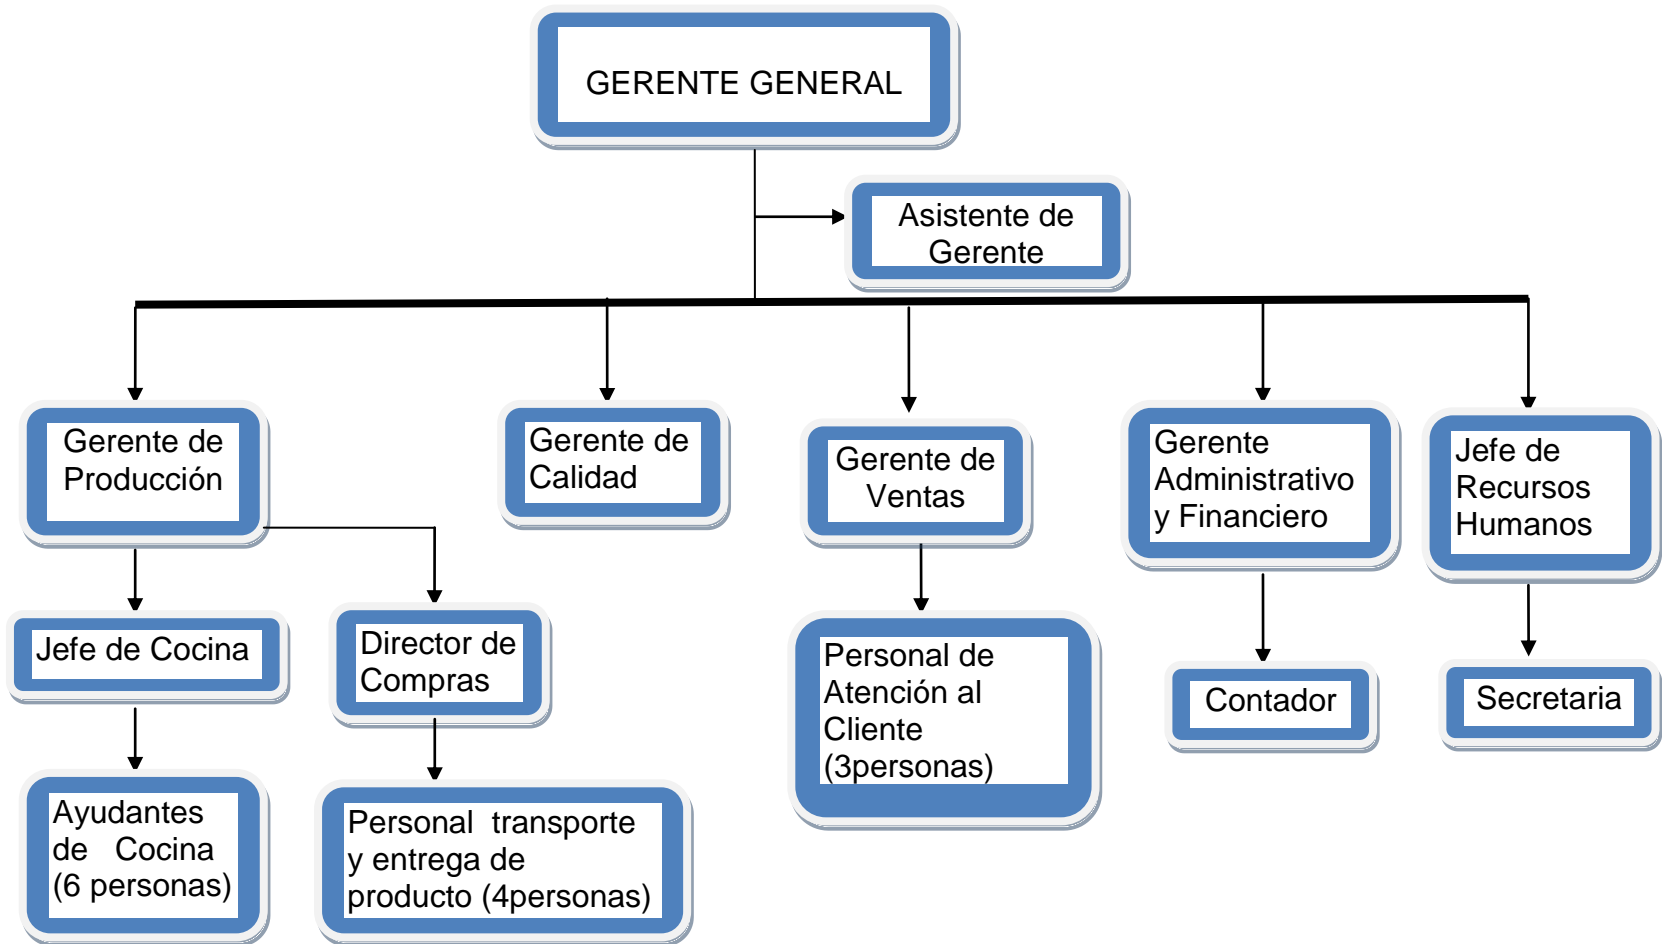 GERENTE GENERAL
Asistente de
Gerente
Gerente de
Producción
Gerente de
Calidad
Gerente de
Ventas
Gerente
Administrativo
y Financiero
Jefe de
Recursos
Humanos
Jefe de Cocina
Director de
Compras
Personal de
Atención al
Cliente
(3personas)
Contador
Secretaria
Ayudantes
de Cocina
(6 personas)
Personal transporte
y entrega de
producto (4personas)